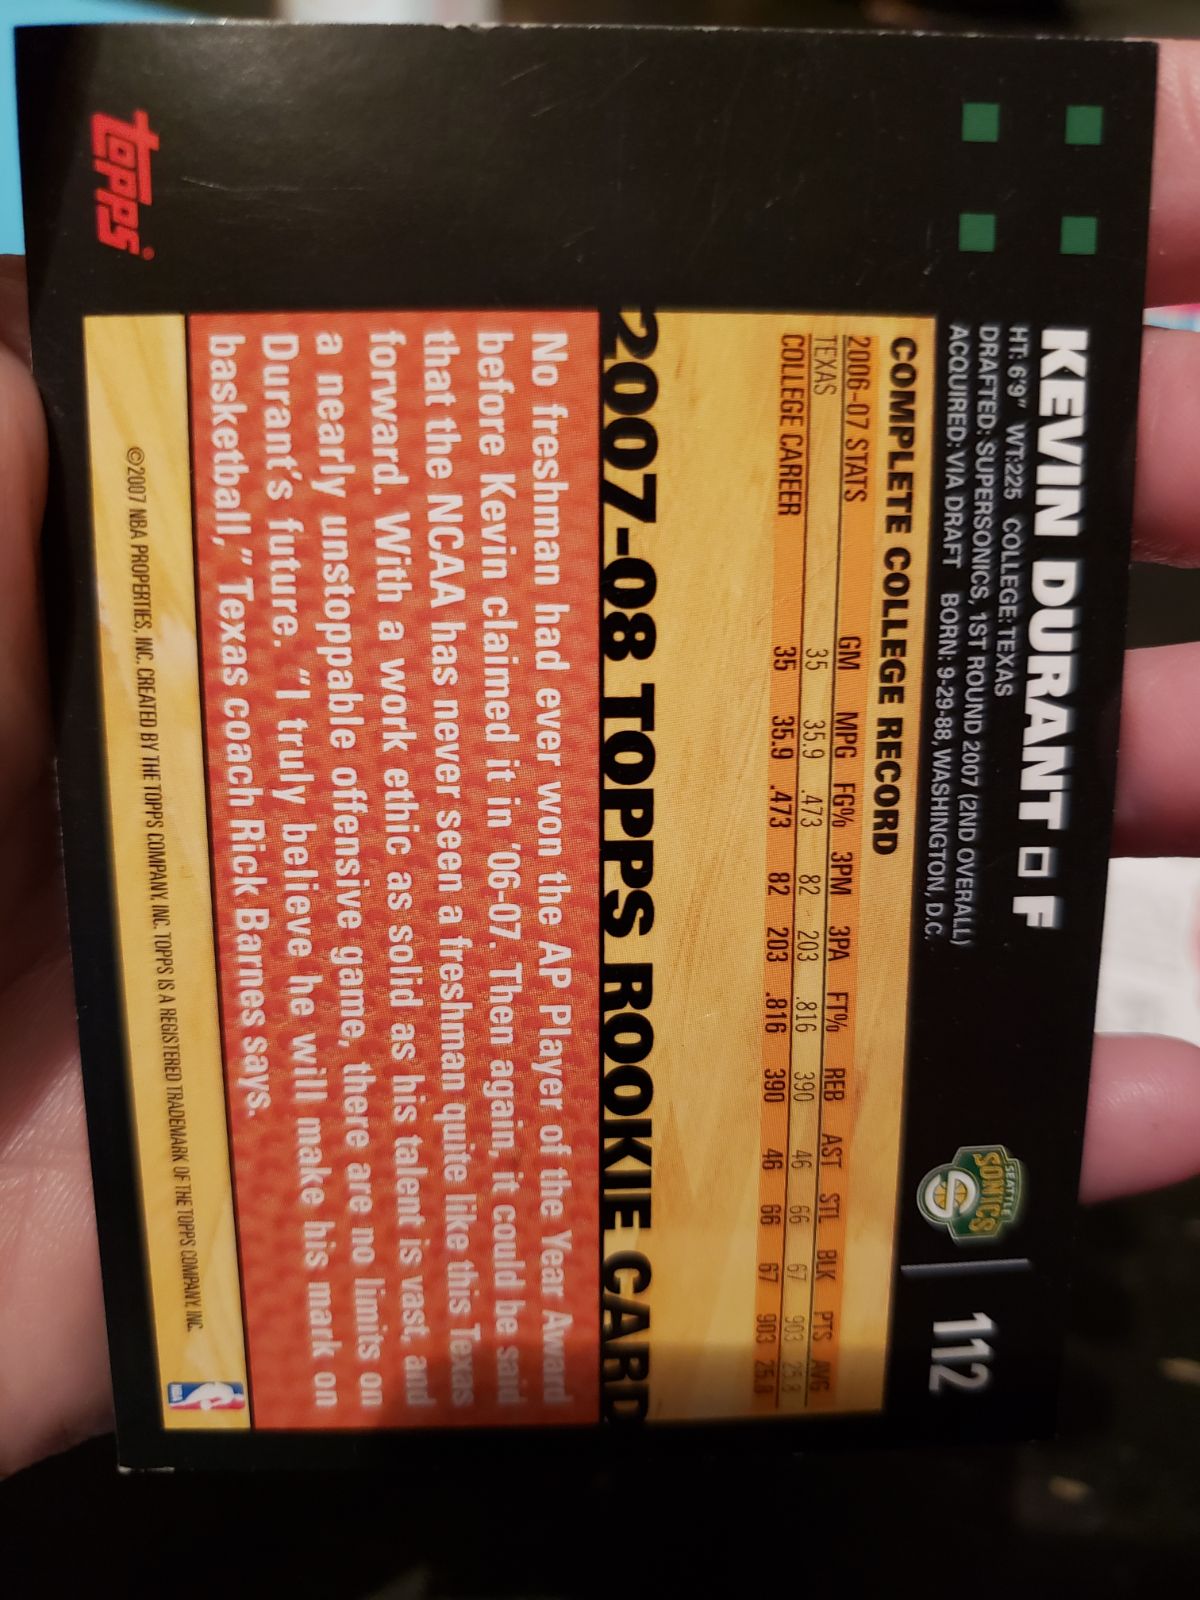 KEVIN DURANT □ F
HT: 6'9" WT:225 COLLEGE: TEXAS
DRAFTED: SUPERSONICS, 1ST ROUND 2007 (2ND OVERALL)
ACQUIRED: VIA DRAFT BORN: 9-29-88, WASHINGTON, D.C.
SEATTLE
SONICS
112
COMPLETE COLLEGE RECORD
2006-07 STATS GM MPG FG% 3PM 3PA FT% REB AST STL BLK PTS AVG
TEXAS 35 35.9 .473 82 203 .816 390 46 66 67 903 25.8
COLLEGE CAREER 35 35.9 .473 82 203 .816 390 46 66 67 903 25.8
2007-08 TOPPS ROOKIE CARD
No freshman had ever won the AP Player of the Year Award
before Kevin claimed it in '06-07. Then again, it could be said
that the NCAA has never seen a freshman quite like this Texas
forward. With a work ethic as solid as his talent is vast, and
a nearly unstoppable offensive game, there are no limits on
Durant's future. "I truly believe he will make his mark on
basketball," Texas coach Rick Barnes says.
©2007 NBA PROPERTIES, INC. CREATED BY THE TOPPS COMPANY, INC. TOPPS IS A REGISTERED TRADEMARK OF THE TOPPS COMPANY, INC.
topps®
NBA